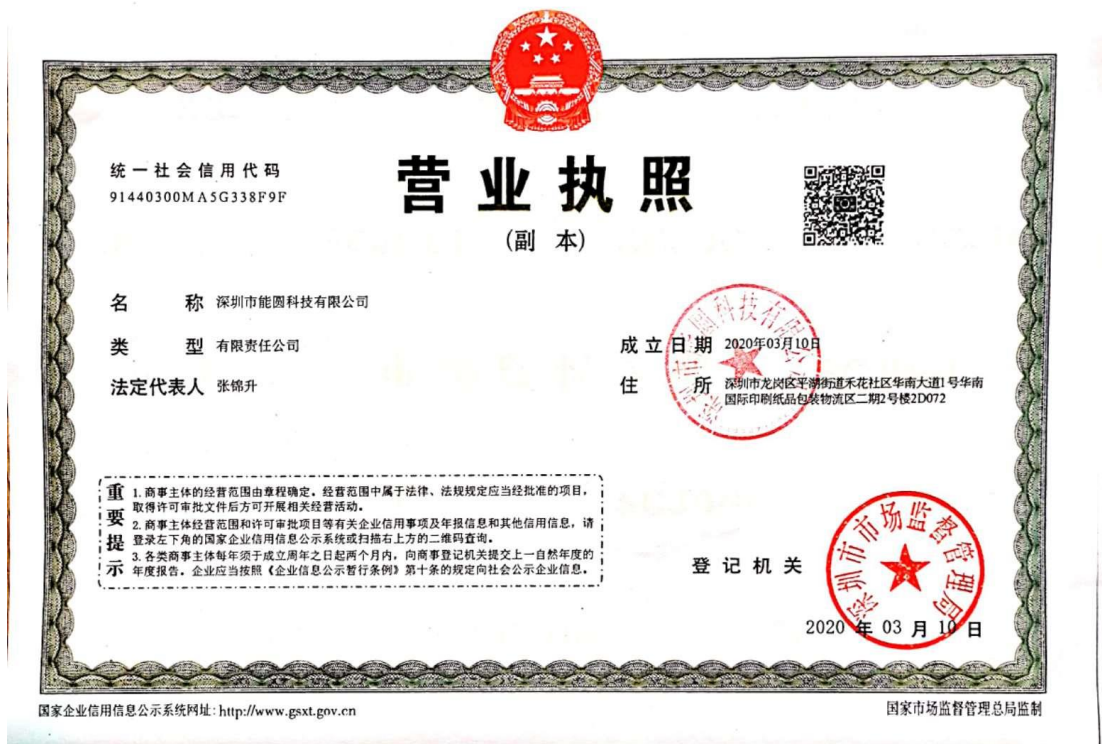 统一社会信用代码
91440300MA5G338F9F
营业执照
(副 本)
名 称 深圳市能圆科技有限公司
类 型 有限责任公司
法定代表人 张锦升
成立日期 2020年03月10日
住 所 深圳市龙岗区平湖街道禾花社区华南大道1号华南
国际印刷纸品包装物流区二期2号楼2D072
重要提示
1.商事主体的经营范围由章程确定。经营范围中属于法律、法规规定应当经批准的项目,
取得许可审批文件后方可开展相关经营活动。
2.商事主体经营范围和许可审批项目等有关企业信用事项及年报信息和其他信用信息,请
登录左下角的国家企业信用信息公示系统或扫描右上方的二维码查询。
3.各类商事主体每年须于成立周年之日起两个月内,向商事登记机关提交上一自然年度的
年度报告。企业应当按照《企业信息公示暂行条例》第十条的规定向社会公示企业信息。
登记机关
深圳市市场监督管理局
2020 年 03 月 10 日
国家企业信用信息公示系统网址:http://www.gsxt.gov.cn
国家市场监督管理总局监制